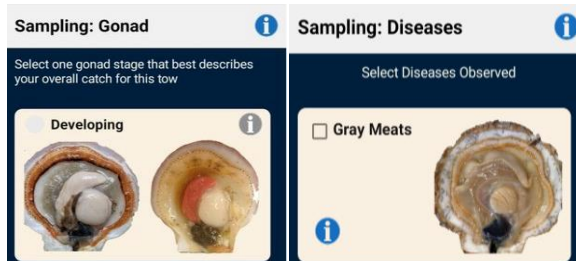 Sampling: Gonad
Select one gonad stage that best describes
your overall catch for this tow
Developing
Sampling: Diseases
Select Diseases Observed
Gray Meats